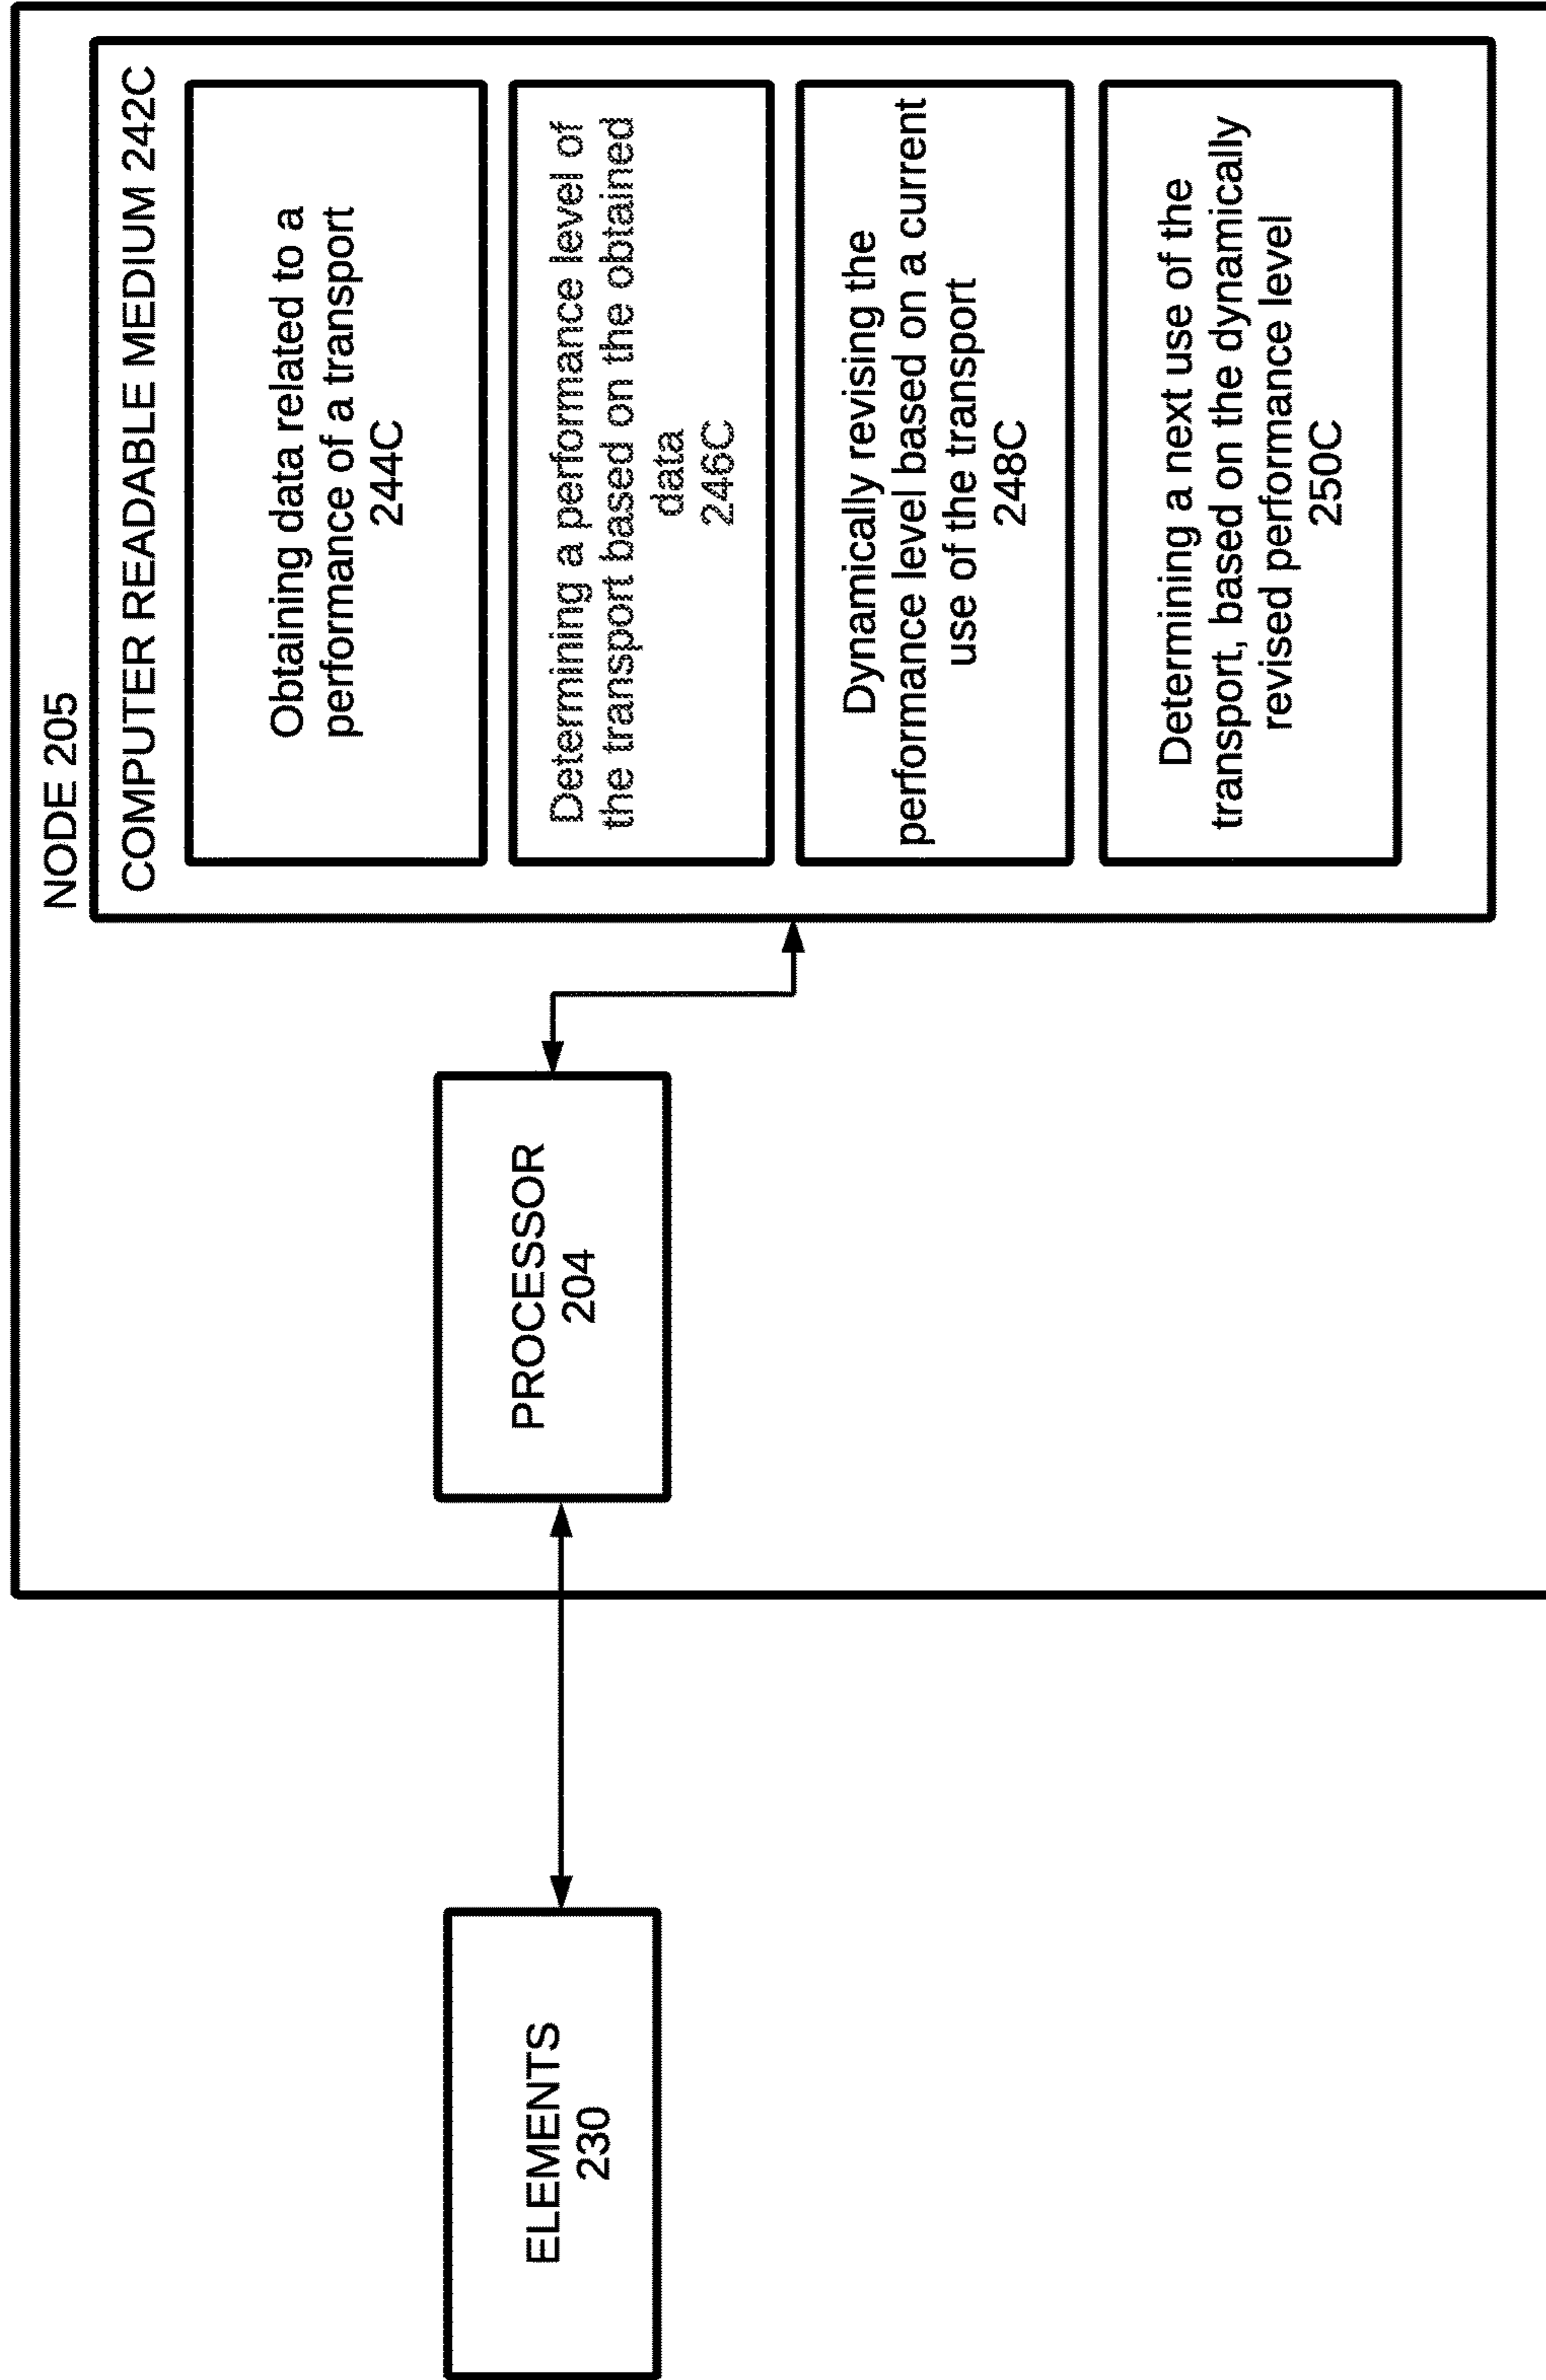 NODE 205
COMPUTER READABLE MEDIUM 242C
Obtaining data related to a
performance of a transport
244C
Determining a performance level of
the transport based on the obtained
data
246C
Dynamically revising the
performance level based on a current
use of the transport
248C
Determining a next use of the
transport, based on the dynamically
revised performance level
250C
PROCESSOR
204
ELEMENTS
230